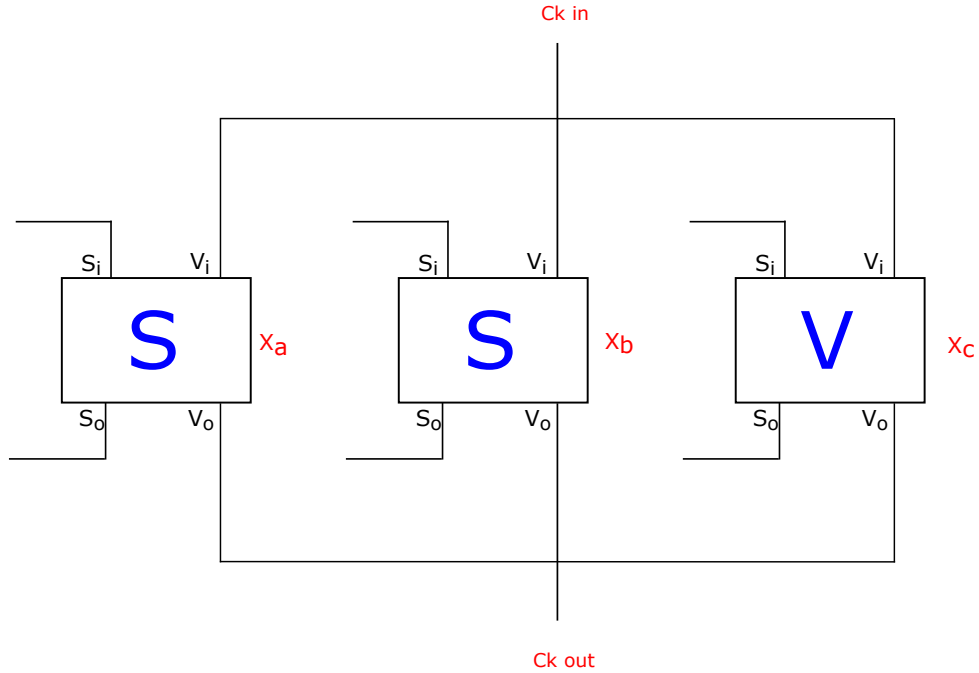 Ck in
Si Vi Si Vi Si Vi
S Xa S Xb V Xc
So Vo So Vo So Vo
Ck out